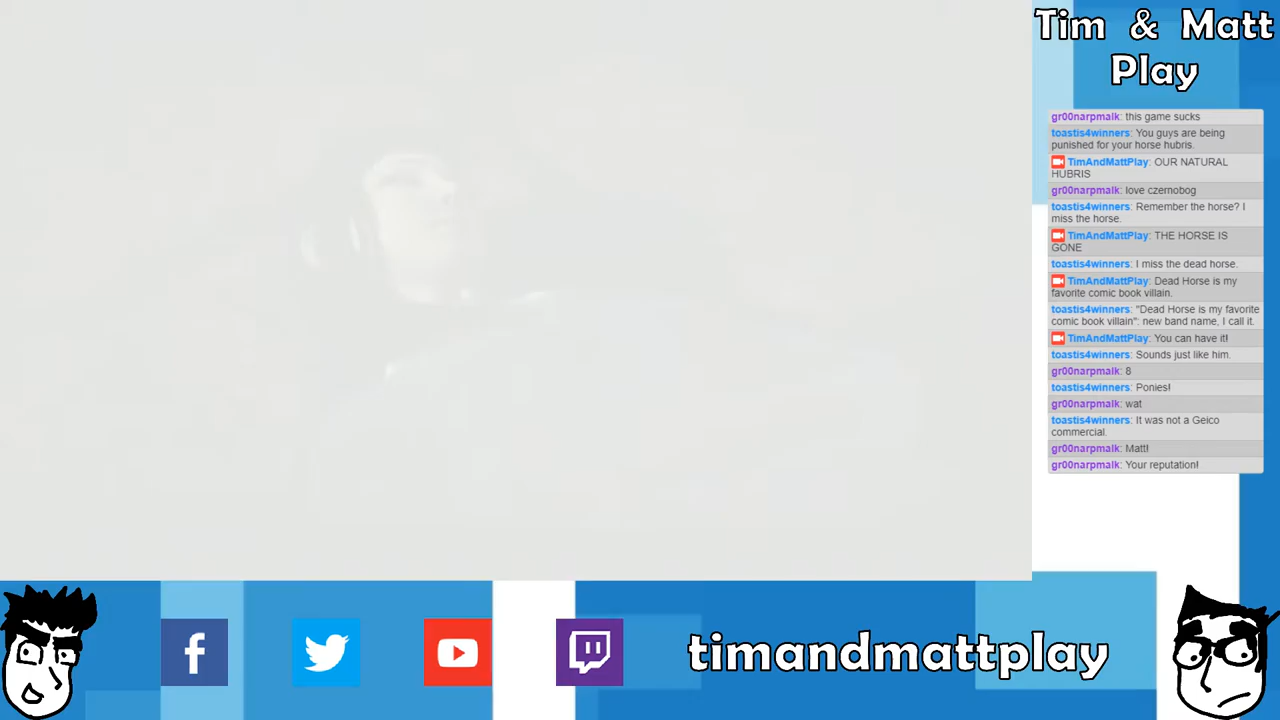 Tim & Matt
Play
gr00narpmalk: this game sucks
toastis4winners: You guys are being
punished for your horse hubris.
TimAndMattPlay: OUR NATURAL
HUBRIS
gr00narpmalk: love czernobog
toastis4winners: Remember the horse? I
miss the horse.
TimAndMattPlay: THE HORSE IS
GONE
toastis4winners: I miss the dead horse.
TimAndMattPlay: Dead Horse is my
favorite comic book villain.
toastis4winners: "Dead Horse is my favorite
comic book villain": new band name, I call it.
TimAndMattPlay: You can have it!
toastis4winners: Sounds just like him.
gr00narpmalk: 8
toastis4winners: Ponies!
gr00narpmalk: wat
toastis4winners: It was not a Geico
commercial.
gr00narpmalk: Matt!
gr00narpmalk: Your reputation!
timandmattplay